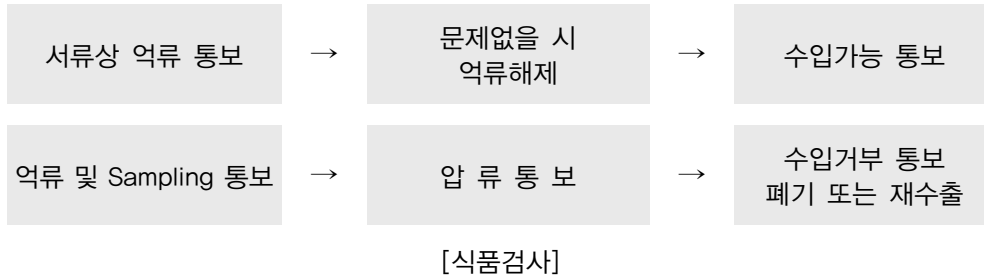 서류상 억류 통보 → 문제없을 시 억류해제 → 수입가능 통보
억류 및 Sampling 통보 → 압 류 통 보 → 수입거부 통보 폐기 또는 재수출
[식품검사]